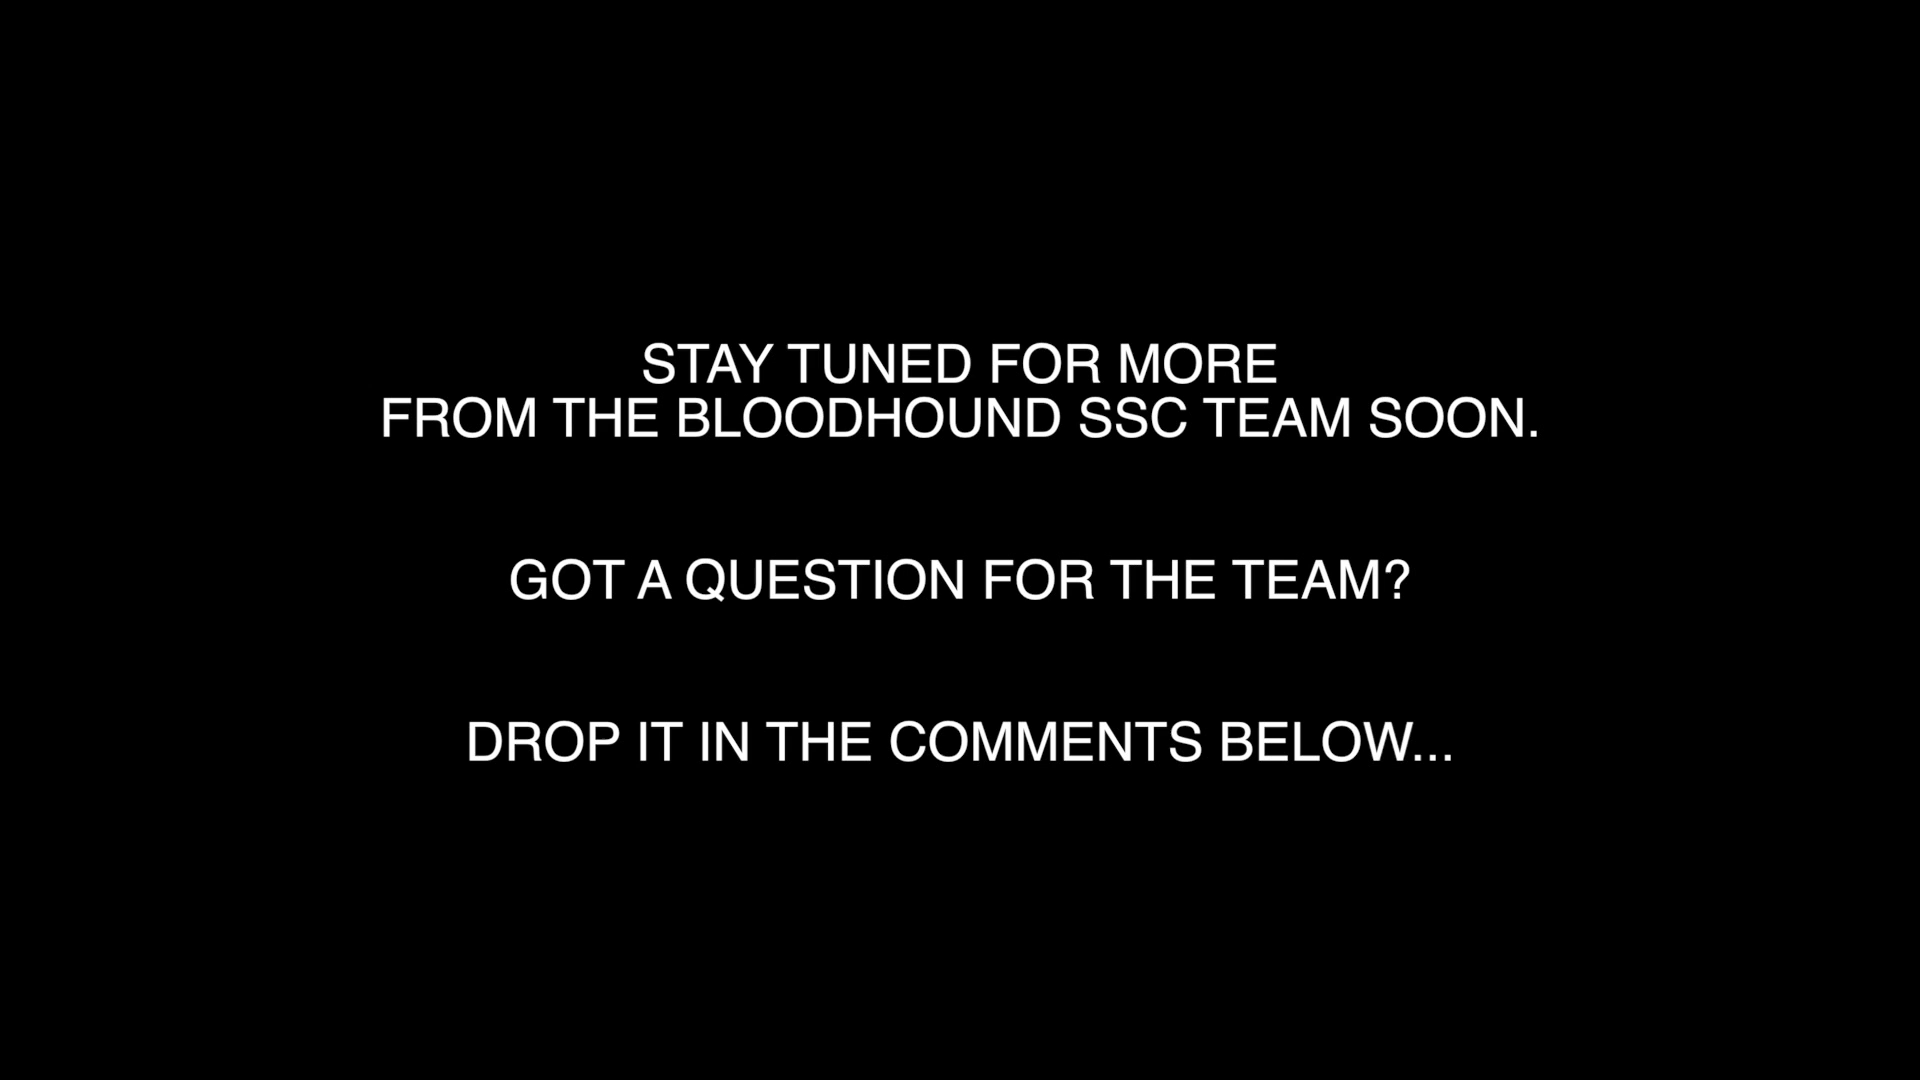 STAY TUNED FOR MORE
FROM THE BLOODHOUND SSC TEAM SOON.
GOT A QUESTION FOR THE TEAM?
DROP IT IN THE COMMENTS BELOW...